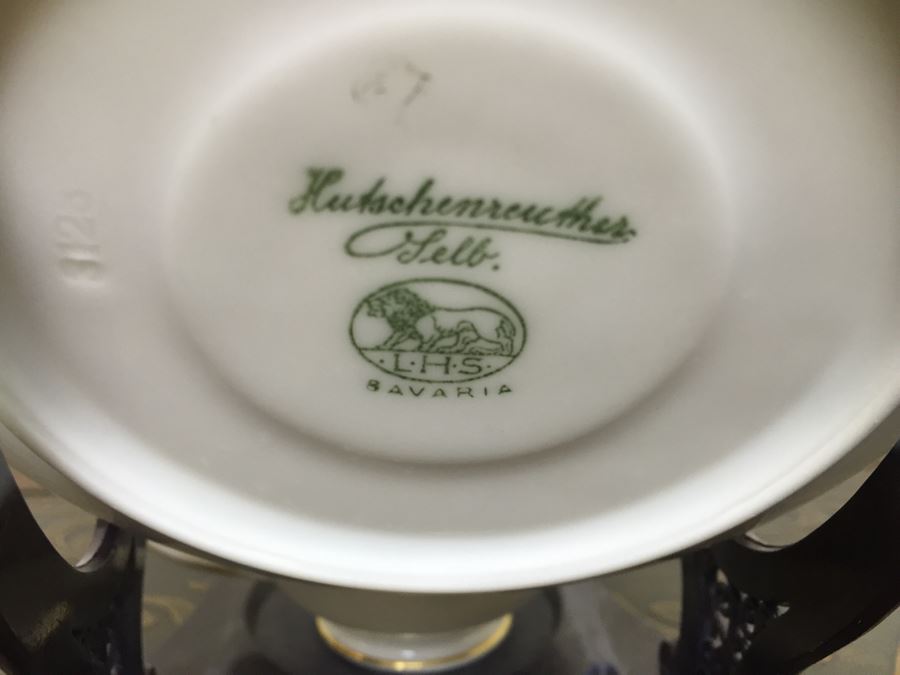 Hutschenreuther
Selb.
·L·H·S·
BAVARIA